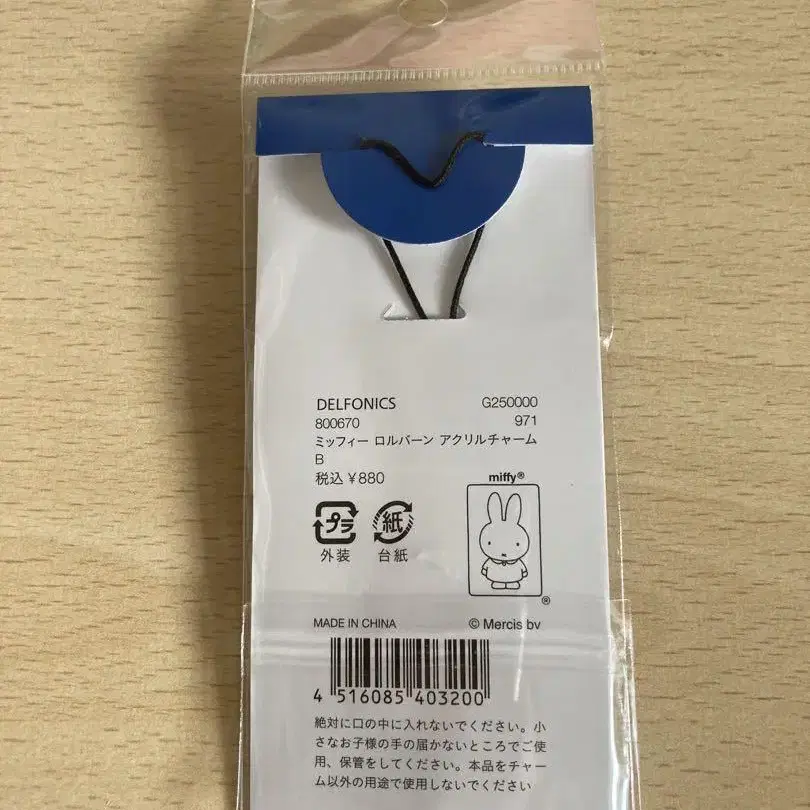 DELFONICS G250000
800670 971
ミッフィー ロルバーン アクリルチャーム
B
税込 ¥880
miffy®
プラ 紙
外装 台紙
®
MADE IN CHINA © Mercis bv
4 516085 403200
絶対に口の中に入れないでください。小
さなお子様の手の届かないところでご使
用、保管をしてください。本品をチャー
ム以外の用途で使用しないでください